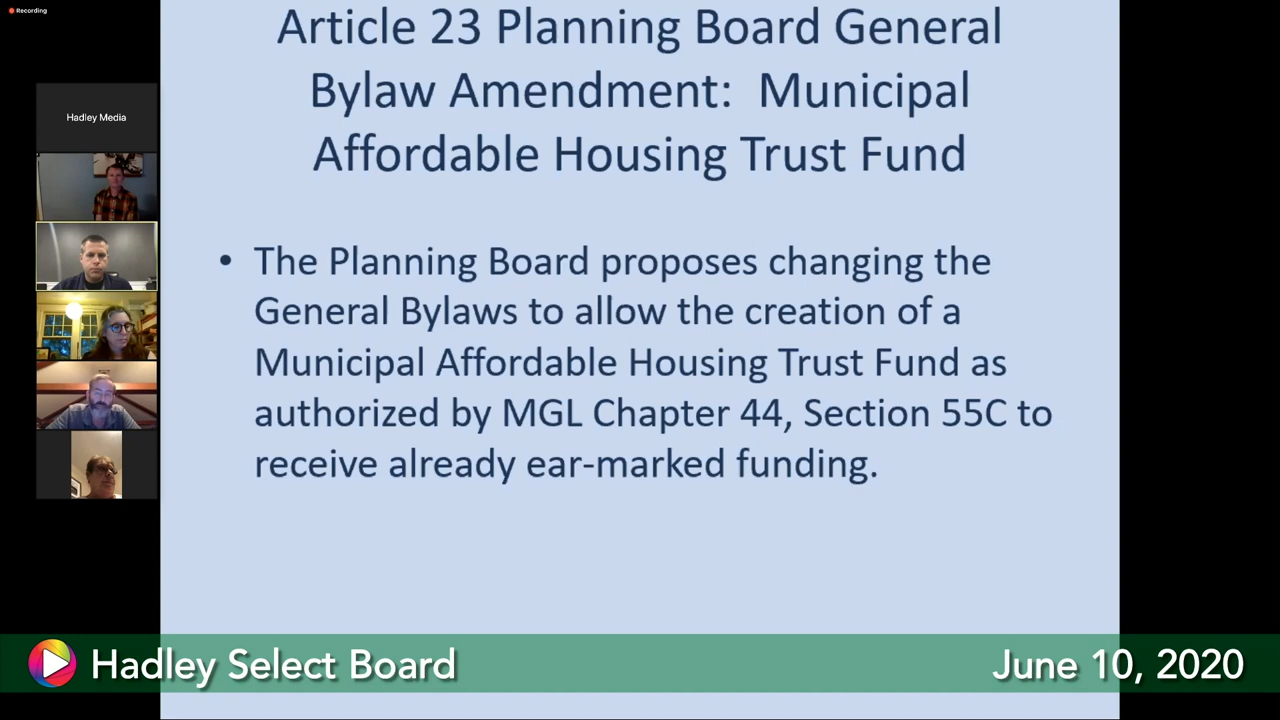 Recording
Hadley Media
Article 23 Planning Board General
Bylaw Amendment: Municipal
Affordable Housing Trust Fund
• The Planning Board proposes changing the
General Bylaws to allow the creation of a
Municipal Affordable Housing Trust Fund as
authorized by MGL Chapter 44, Section 55C to
receive already ear-marked funding.
Hadley Select Board
June 10, 2020